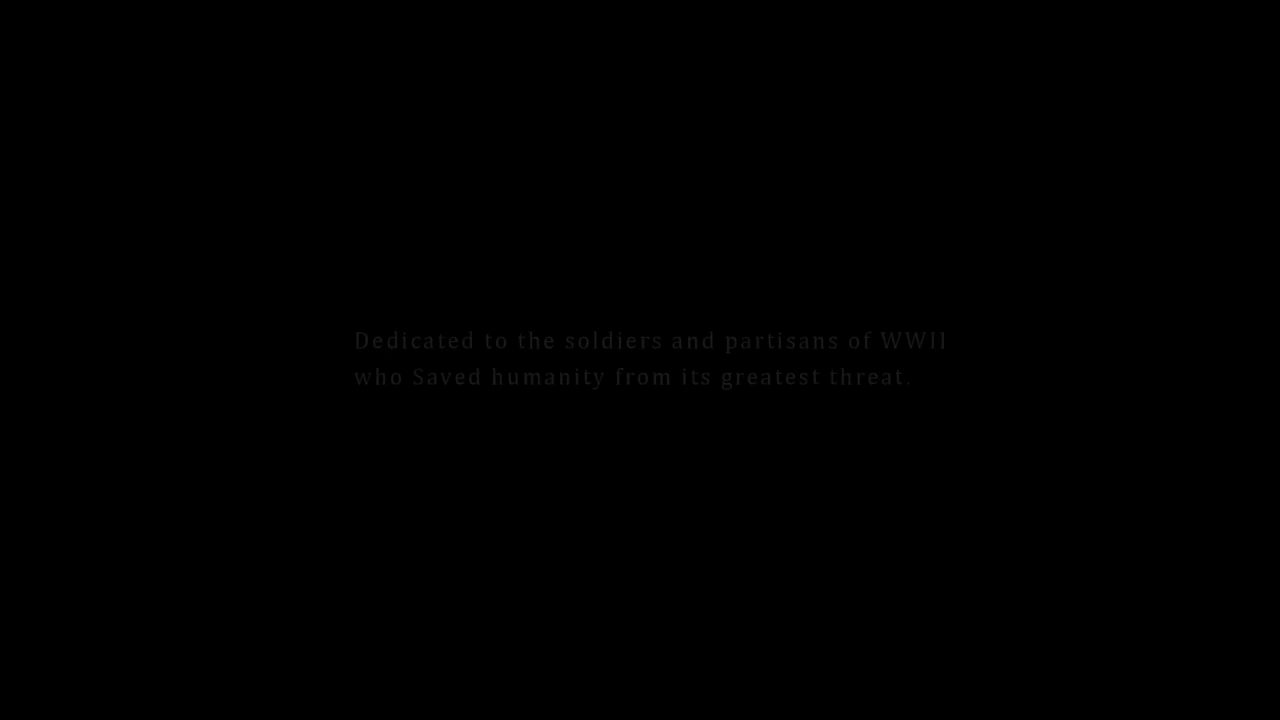 Dedicated to the soldiers and partisans of WWII
who Saved humanity from its greatest threat.